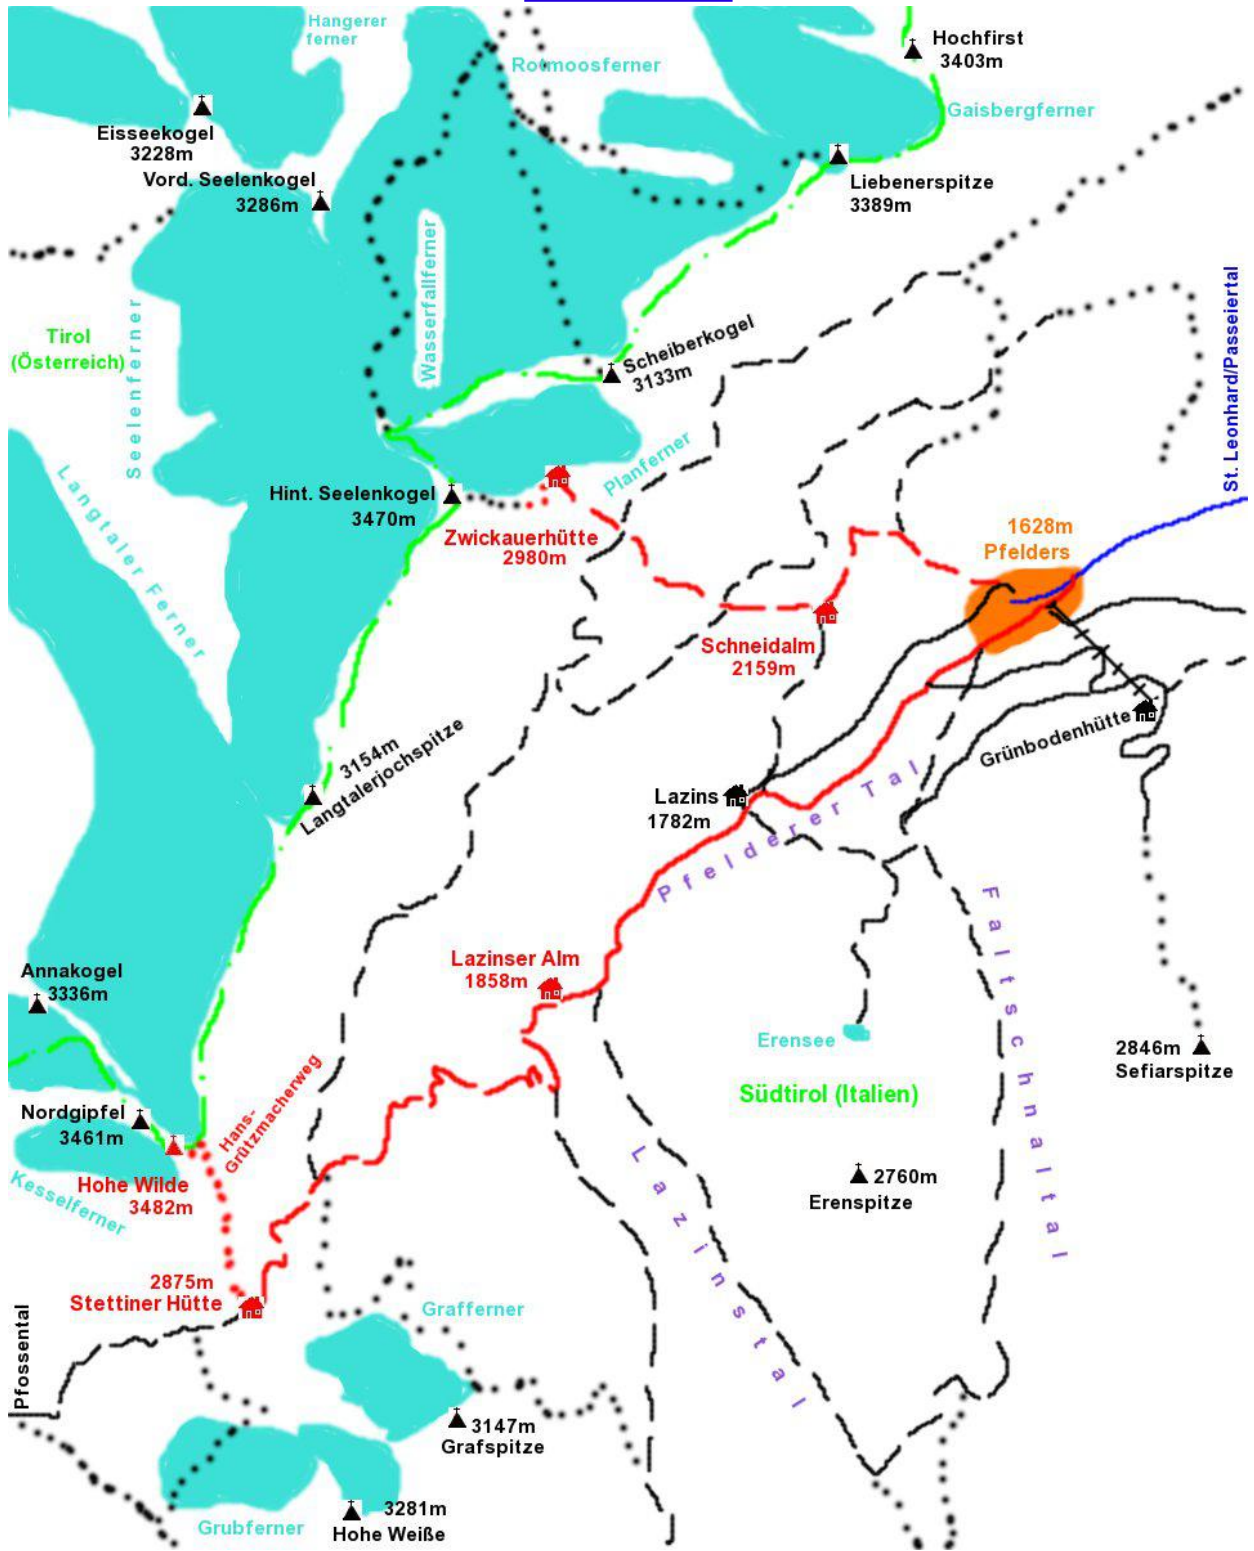 Hangerer
ferner
Hochfirst
3403m
Rotmoosferner
Gaisbergferner
Eisseekogel
3228m
Vord. Seelenkogel
3286m
Liebenerspitze
3389m
Wasserfallferner
Tirol
(Österreich)
Seelenferner
Scheiberkogel
3133m
St. Leonhard/Passeiertal
Planferner
Langtaler Ferner
Hint. Seelenkogel
3470m
Zwickauerhütte
2980m
1628m
Pfelders
Schneidalm
2159m
3154m
Langtalerjochspitze
Grünbodenhütte
Lazins
1782m
Pfelderer Tal
Faltschnaltal
Annakogel
3336m
Lazinser Alm
1858m
Erensee
2846m
Sefiarspitze
Südtirol (Italien)
Hans-
Grützmacherweg
Nordgipfel
3461m
Lazinstal
2760m
Erenspitze
Kesselferner
Hohe Wilde
3482m
2875m
Stettiner Hütte
Grafferner
Pfossental
3147m
Grafspitze
Grubferner
3281m
Hohe Weiße